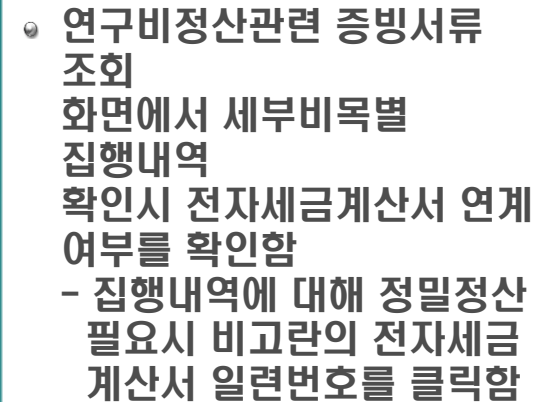 연구비정산관련 증빙서류
조회
화면에서 세부비목별
집행내역
확인시 전자세금계산서 연계
여부를 확인함
- 집행내역에 대해 정밀정산
필요시 비고란의 전자세금
계산서 일련번호를 클릭함